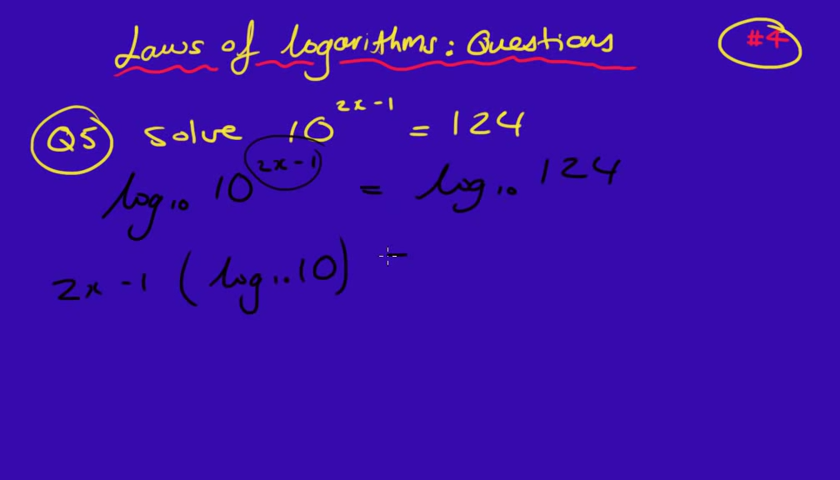 Laws of logarithms: Questions #4
Q5 Solve 10^{2x-1} = 124
log₁₀ 10^{2x-1} = log₁₀ 124
2x-1 (log₁₀ 10) =